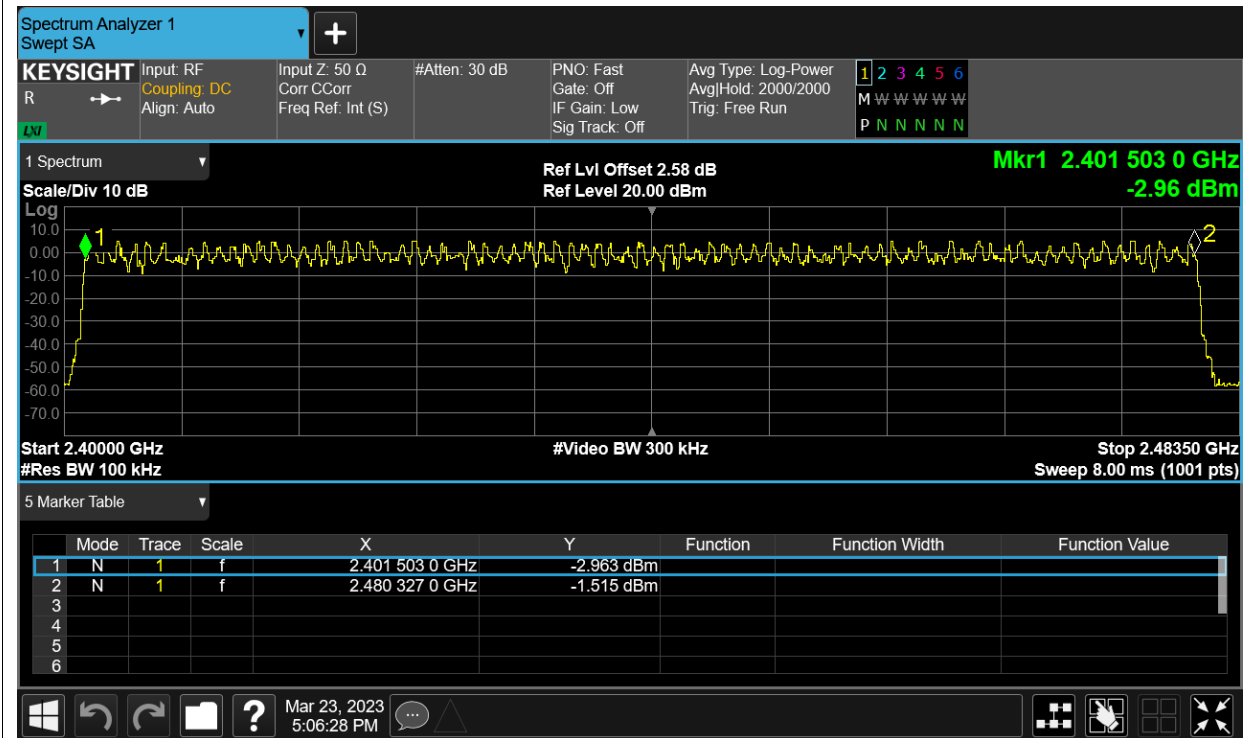 Spectrum Analyzer 1
Swept SA
+
KEYSIGHT
R
LXI
Input: RF
Coupling: DC
Align: Auto
Input Z: 50 Ω
Corr CCorr
Freq Ref: Int (S)
#Atten: 30 dB
PNO: Fast
Gate: Off
IF Gain: Low
Sig Track: Off
Avg Type: Log-Power
Avg|Hold: 2000/2000
Trig: Free Run
1 2 3 4 5 6
M W W W W W
P N N N N N
1 Spectrum
Scale/Div 10 dB
Ref Lvl Offset 2.58 dB
Ref Level 20.00 dBm
Mkr1 2.401 503 0 GHz
-2.96 dBm
Log
10.0
0.00
-10.0
-20.0
-30.0
-40.0
-50.0
-60.0
-70.0
1
2
Start 2.40000 GHz
#Video BW 300 kHz
Stop 2.48350 GHz
#Res BW 100 kHz
Sweep 8.00 ms (1001 pts)
5 Marker Table
Mode Trace Scale X Y Function Function Width Function Value
1 N 1 f 2.401 503 0 GHz -2.963 dBm
2 N 1 f 2.480 327 0 GHz -1.515 dBm
3
4
5
6
?
Mar 23, 2023
5:06:28 PM